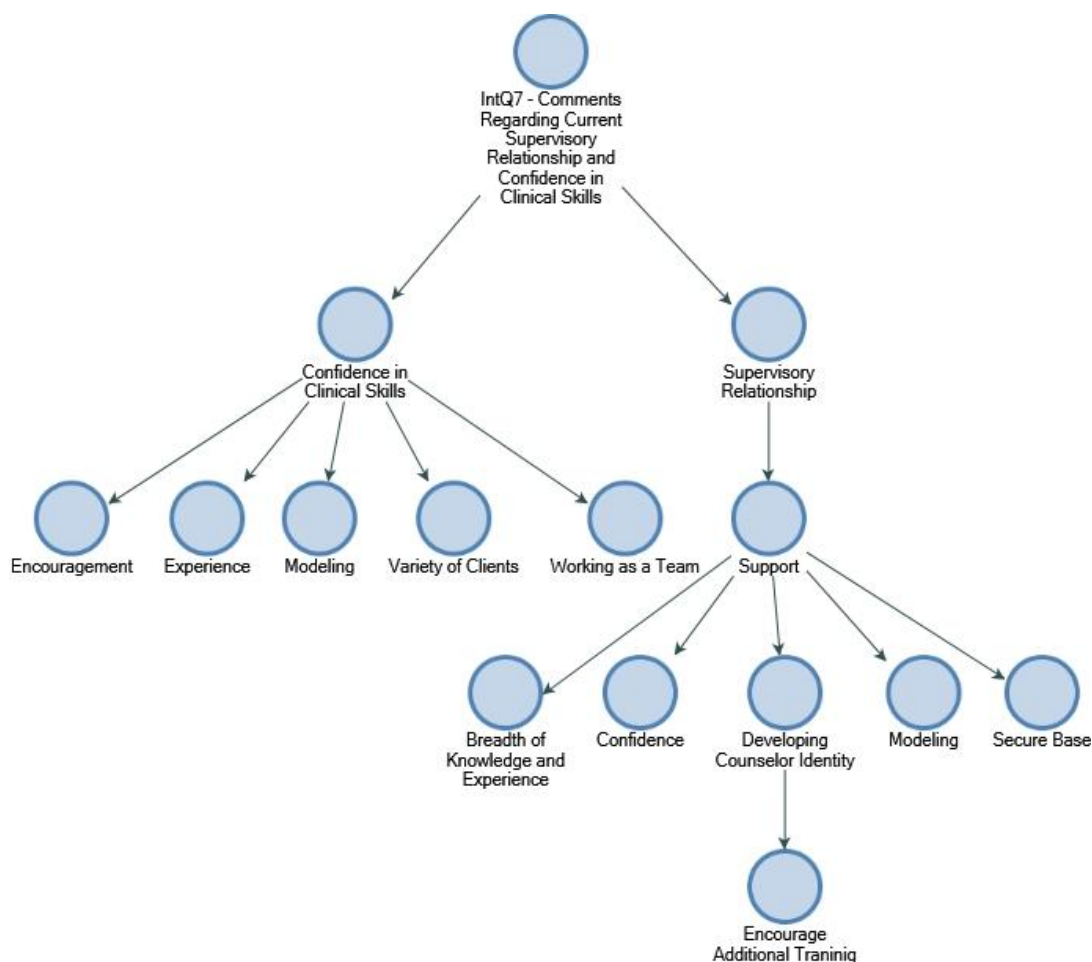 IntQ7 - Comments
Regarding Current
Supervisory
Relationship and
Confidence in
Clinical Skills
Confidence in
Clinical Skills
Supervisory
Relationship
Encouragement
Experience
Modeling
Variety of Clients
Working as a Team
Support
Breadth of
Knowledge and
Experience
Confidence
Developing
Counselor Identity
Modeling
Secure Base
Encourage
Additional Traninig